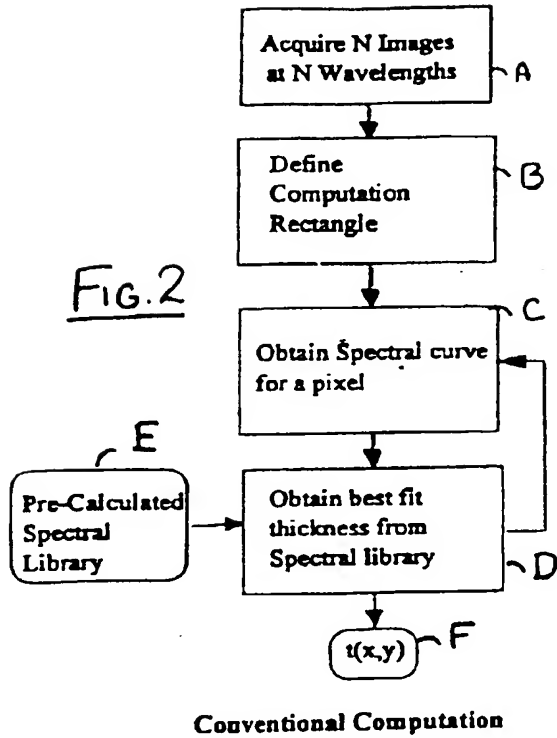 Acquire N Images
at N Wavelengths
A
Define
Computation
Rectangle
B
FIG. 2
C
Obtain Spectral curve
for a pixel
E
Pre-Calculated
Spectral
Library
Obtain best fit
thickness from
Spectral library
D
t(x,y)
F
Conventional Computation